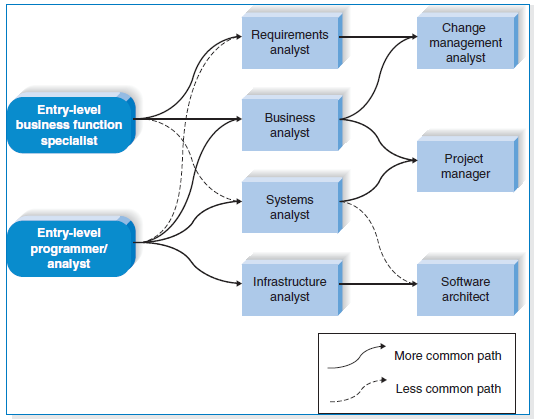 Requirements
analyst
Change
management
analyst
Entry-level
business function
specialist
Business
analyst
Project
manager
Systems
analyst
Entry-level
programmer/
analyst
Infrastructure
analyst
Software
architect
More common path
Less common path